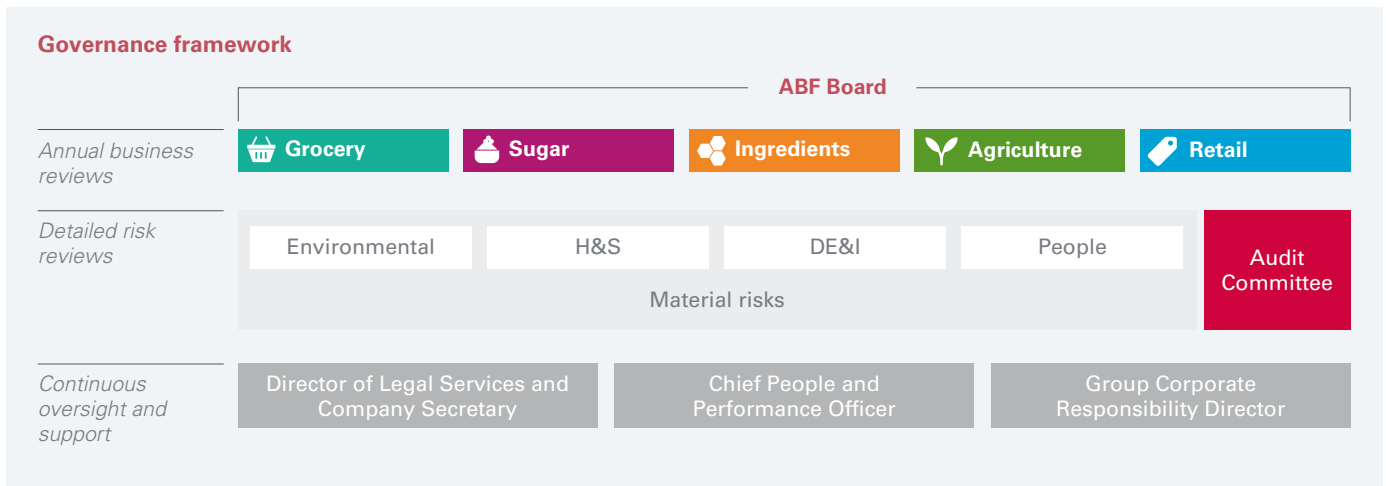 Governance framework
ABF Board
Annual business
reviews
Grocery
Sugar
Ingredients
Agriculture
Retail
Detailed risk
reviews
Environmental
H&S
DE&I
People
Material risks
Audit
Committee
Continuous
oversight and
support
Director of Legal Services and
Company Secretary
Chief People and
Performance Officer
Group Corporate
Responsibility Director